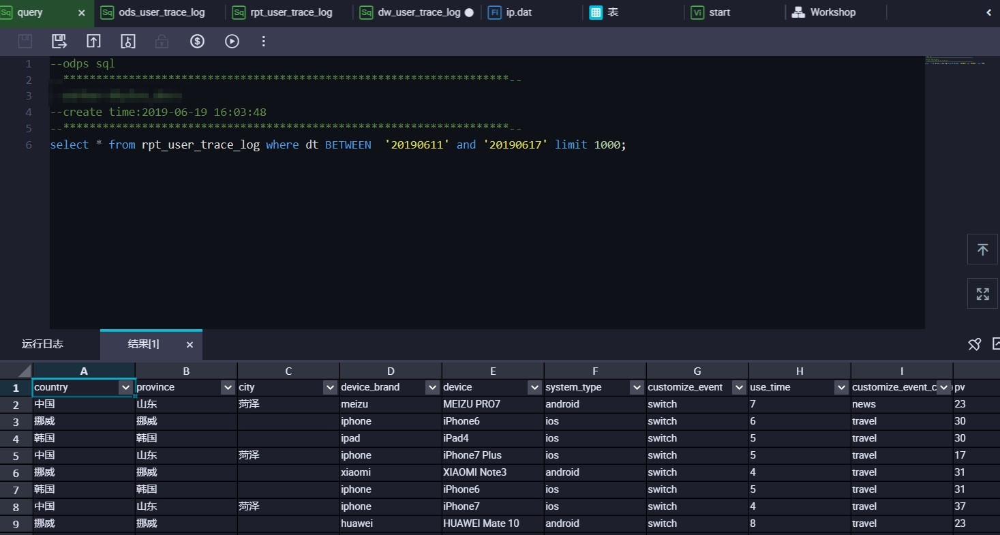 Sq query × Sq ods_user_trace_log Sq rpt_user_trace_log Sq dw_user_trace_log Fi ip.dat 表 Vi start Workshop
1 --odps sql
2 **********************************************************************--
3
4 --create time:2019-06-19 16:03:48
5 --**********************************************************************--
6 select * from rpt_user_trace_log where dt BETWEEN '20190611' and '20190617' limit 1000;
运行日志 结果[1] ×
A B C D E F G H I
1 country province city device_brand device system_type customize_event use_time customize_event_c pv
2 中国 山东 菏泽 meizu MEIZU PRO7 android switch 7 news 23
3 挪威 挪威 iphone iPhone6 ios switch 6 travel 30
4 韩国 韩国 ipad iPad4 ios switch 5 travel 30
5 中国 山东 菏泽 iphone iPhone7 Plus ios switch 5 travel 17
6 挪威 挪威 xiaomi XIAOMI Note3 android switch 4 travel 31
7 韩国 韩国 iphone iPhone6 ios switch 5 travel 31
8 中国 山东 菏泽 iphone iPhone7 ios switch 4 travel 37
9 挪威 挪威 huawei HUAWEI Mate 10 android switch 8 travel 23